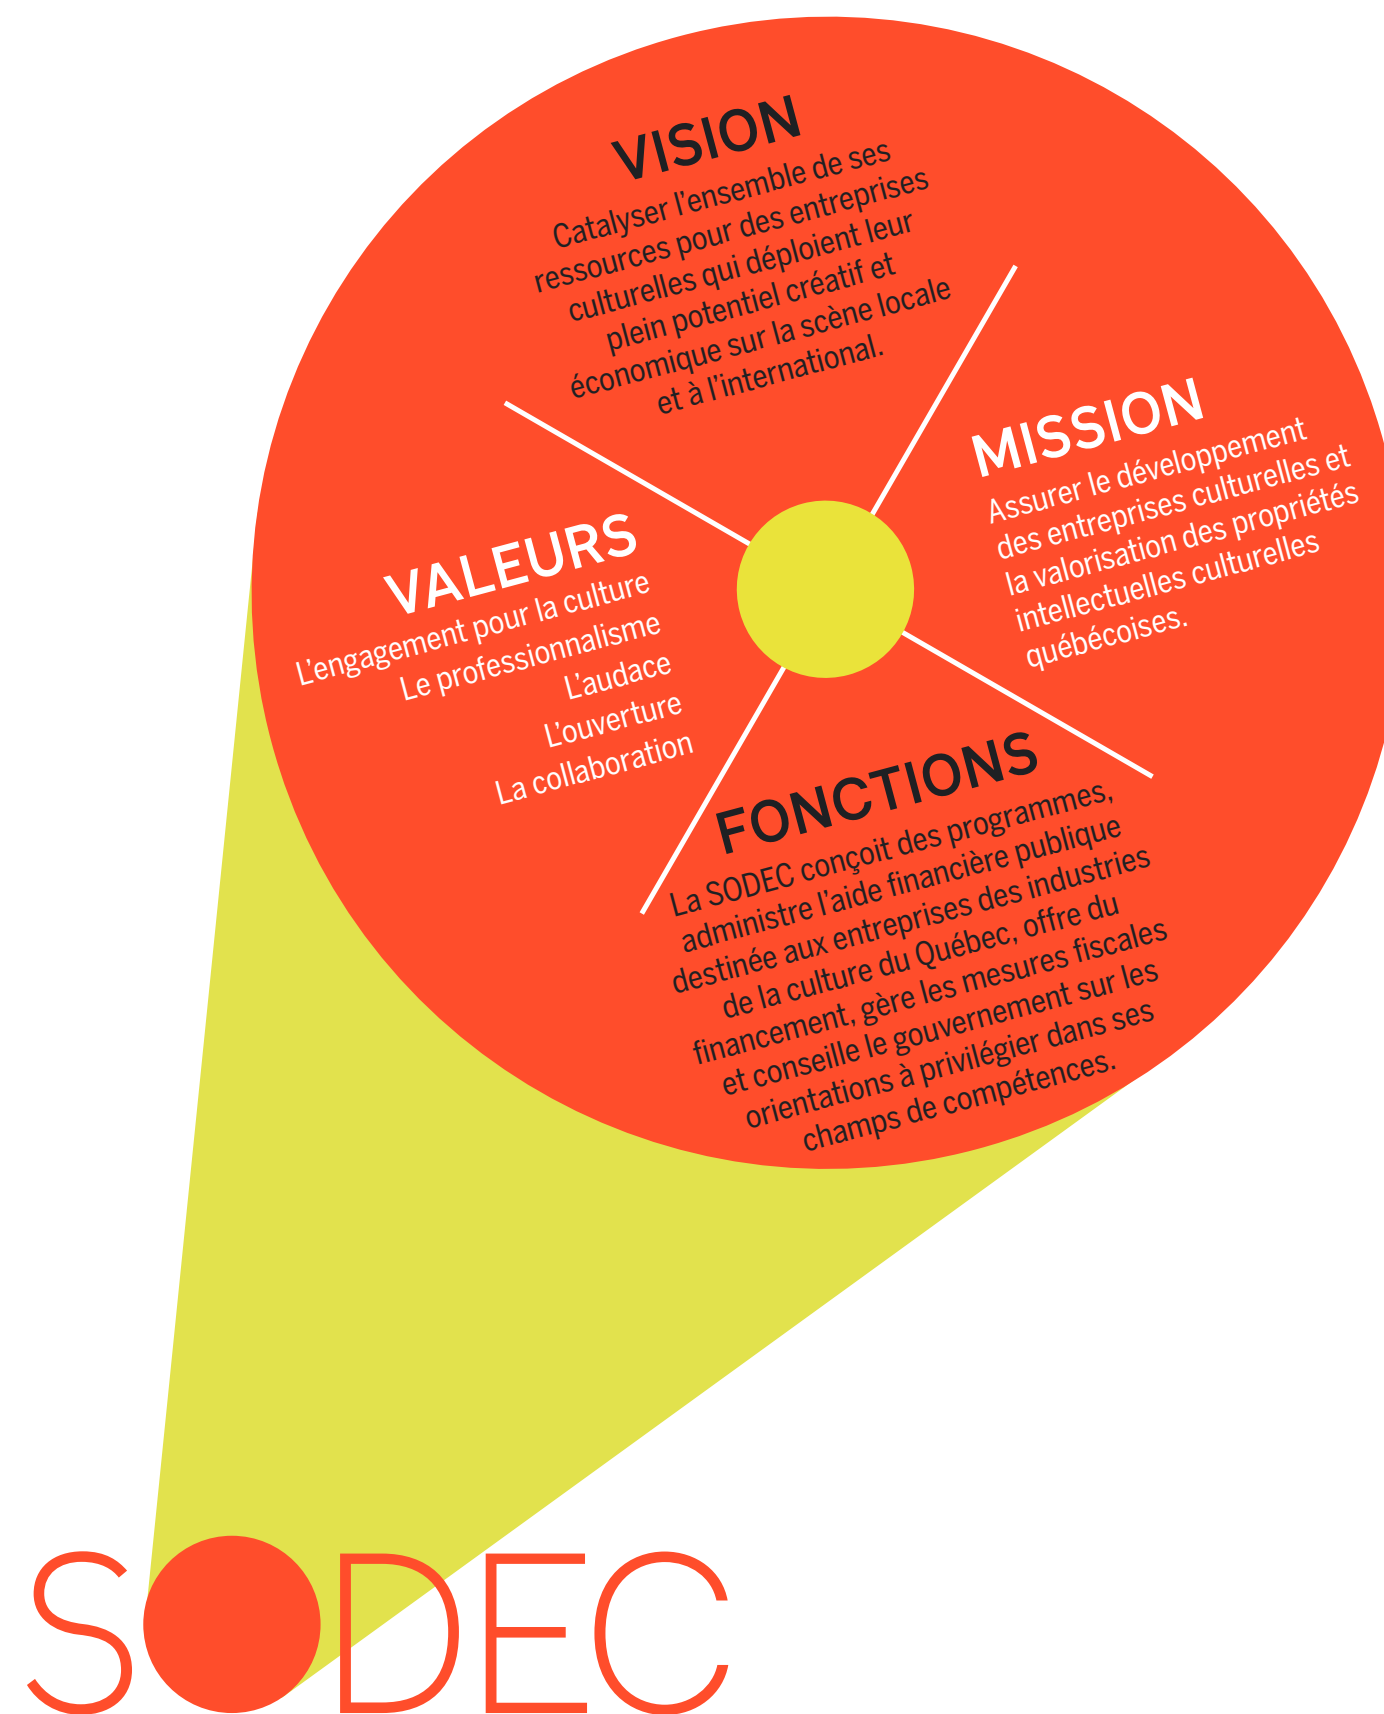 VISION
Catalyser l’ensemble de ses
ressources pour des entreprises
culturelles qui déploient leur
plein potentiel créatif et
économique sur la scène locale
et à l’international.
MISSION
Assurer le développement
des entreprises culturelles et
la valorisation des propriétés
intellectuelles culturelles
québécoises.
VALEURS
L’engagement pour la culture
Le professionnalisme
L’audace
L’ouverture
La collaboration
FONCTIONS
La SODEC conçoit des programmes,
administre l’aide financière publique
destinée aux entreprises des industries
de la culture du Québec, offre du
financement, gère les mesures fiscales
et conseille le gouvernement sur les
orientations à privilégier dans ses
champs de compétences.
SODEC